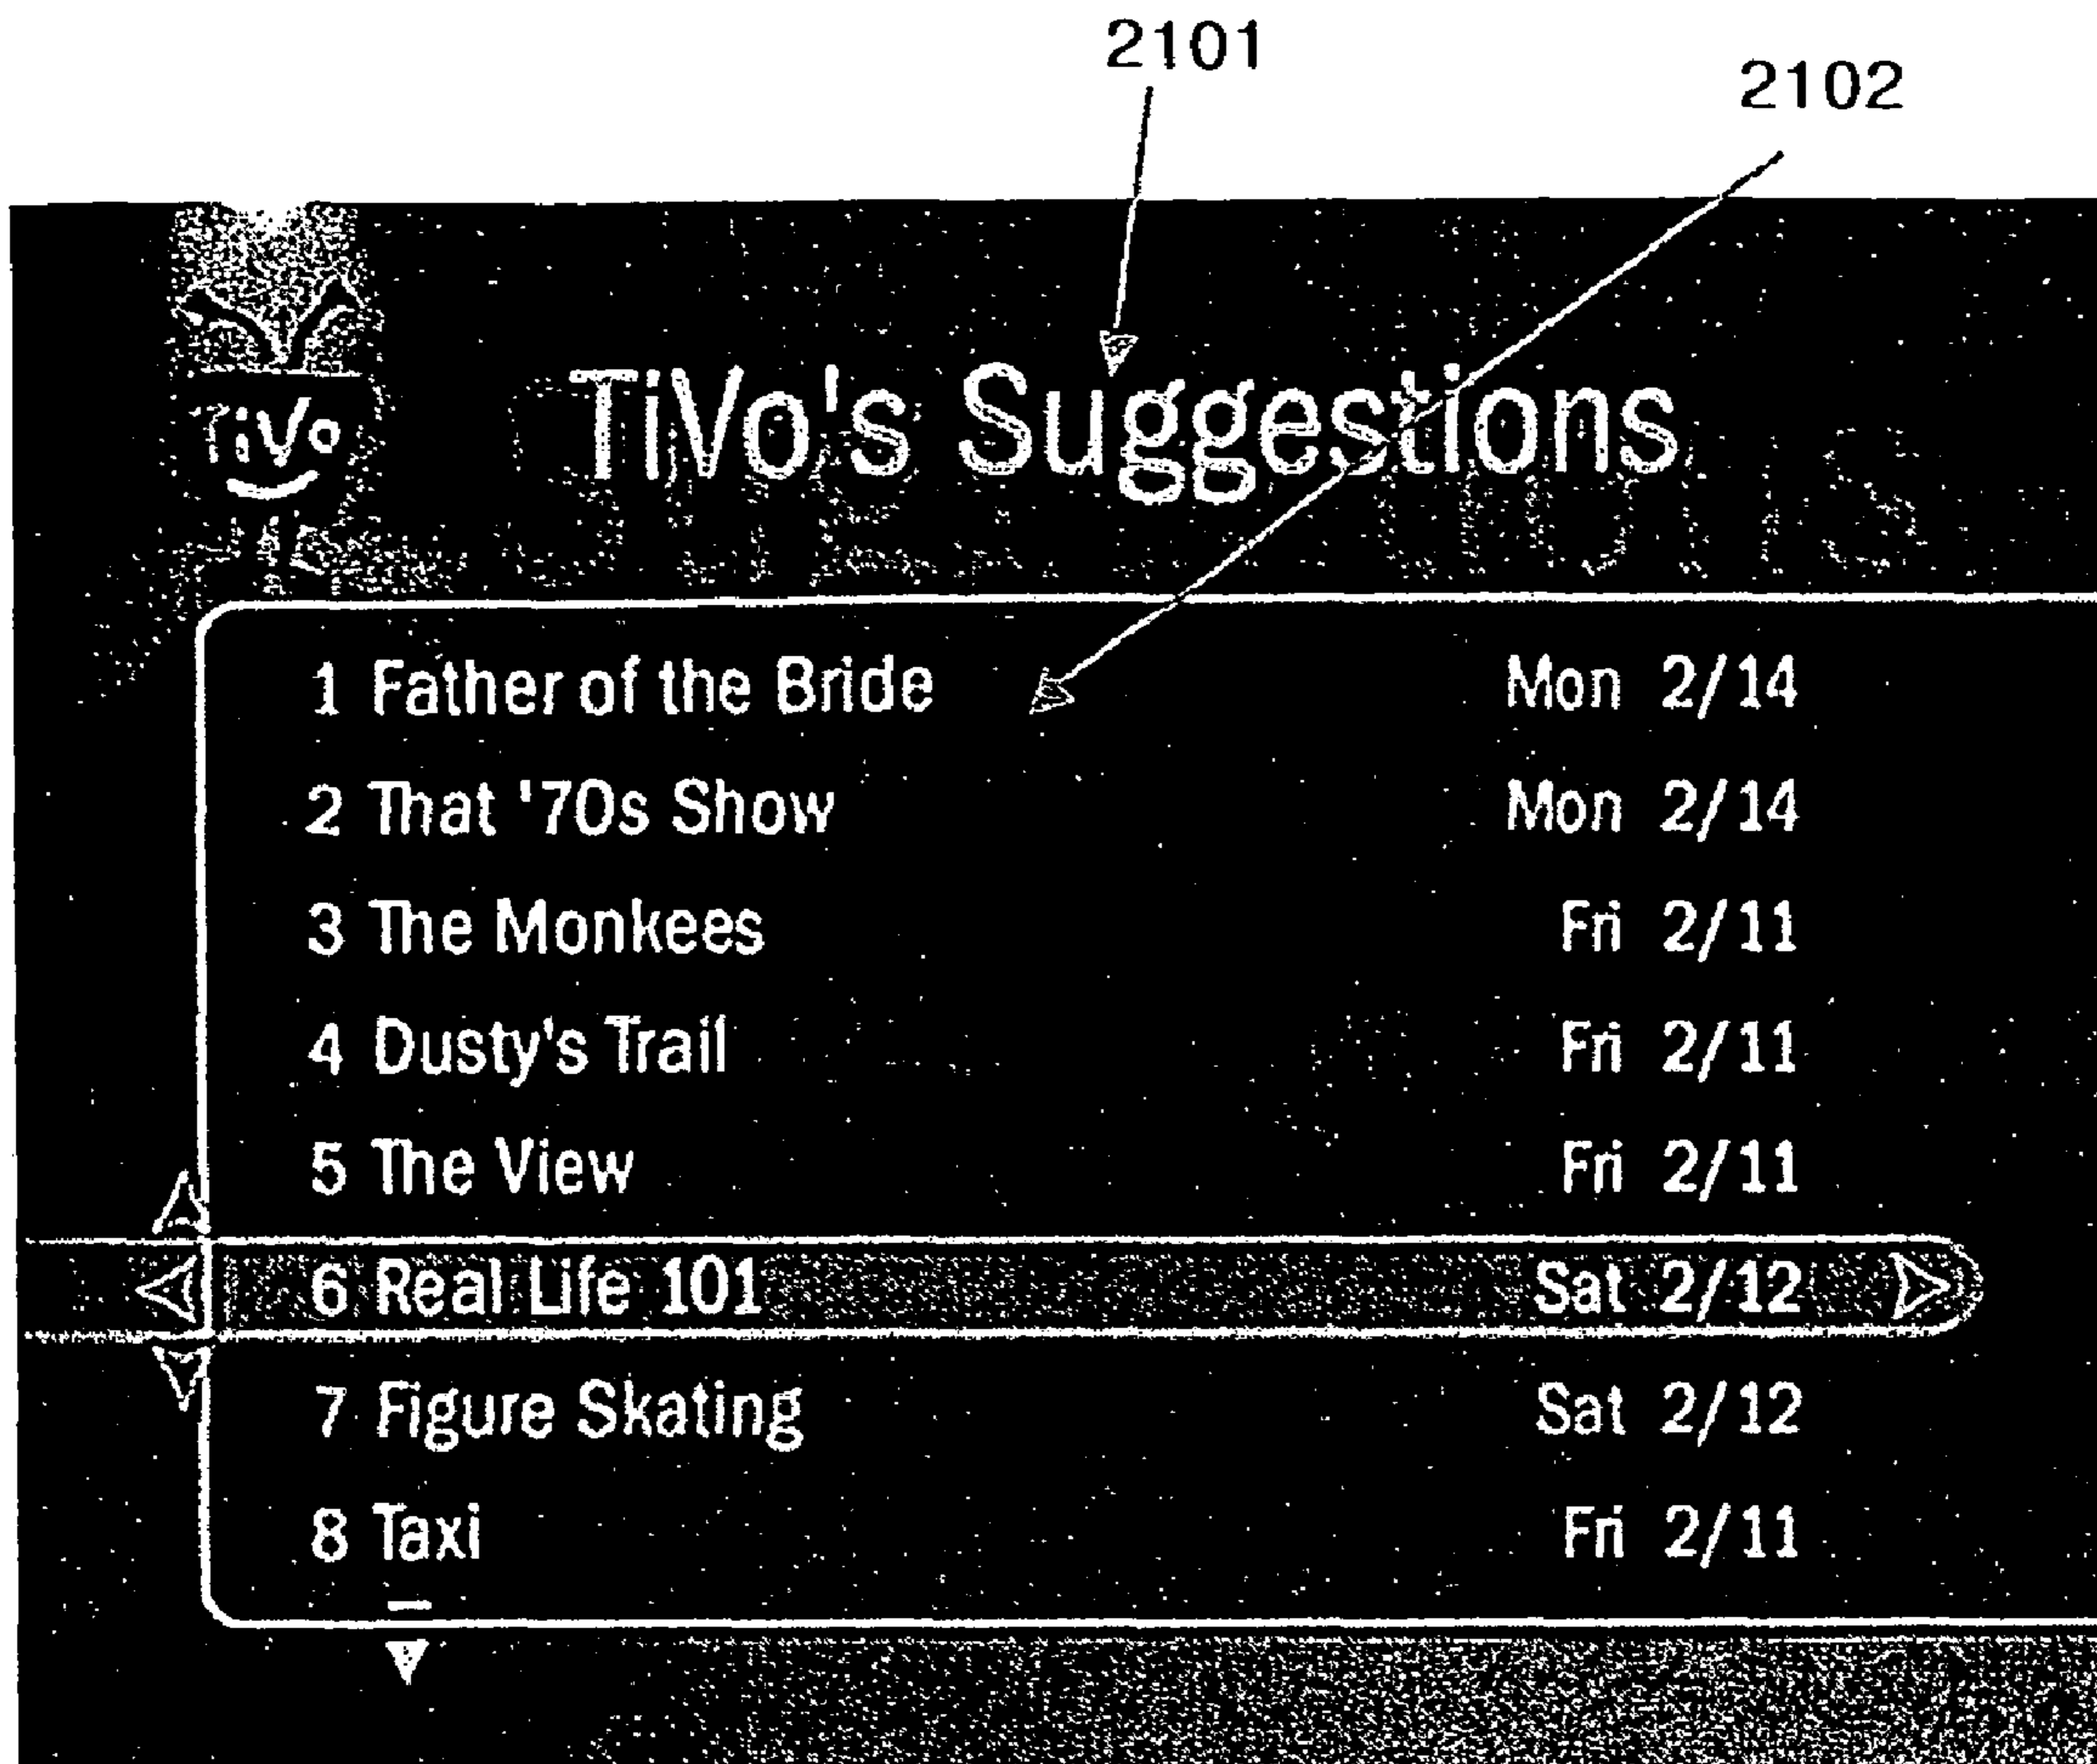 2101
2102
TiVo's Suggestions
TiVo
1 Father of the Bride Mon 2/14
2 That '70s Show Mon 2/14
3 The Monkees Fri 2/11
4 Dusty's Trail Fri 2/11
5 The View Fri 2/11
6 Real Life 101 Sat 2/12
7 Figure Skating Sat 2/12
8 Taxi Fri 2/11